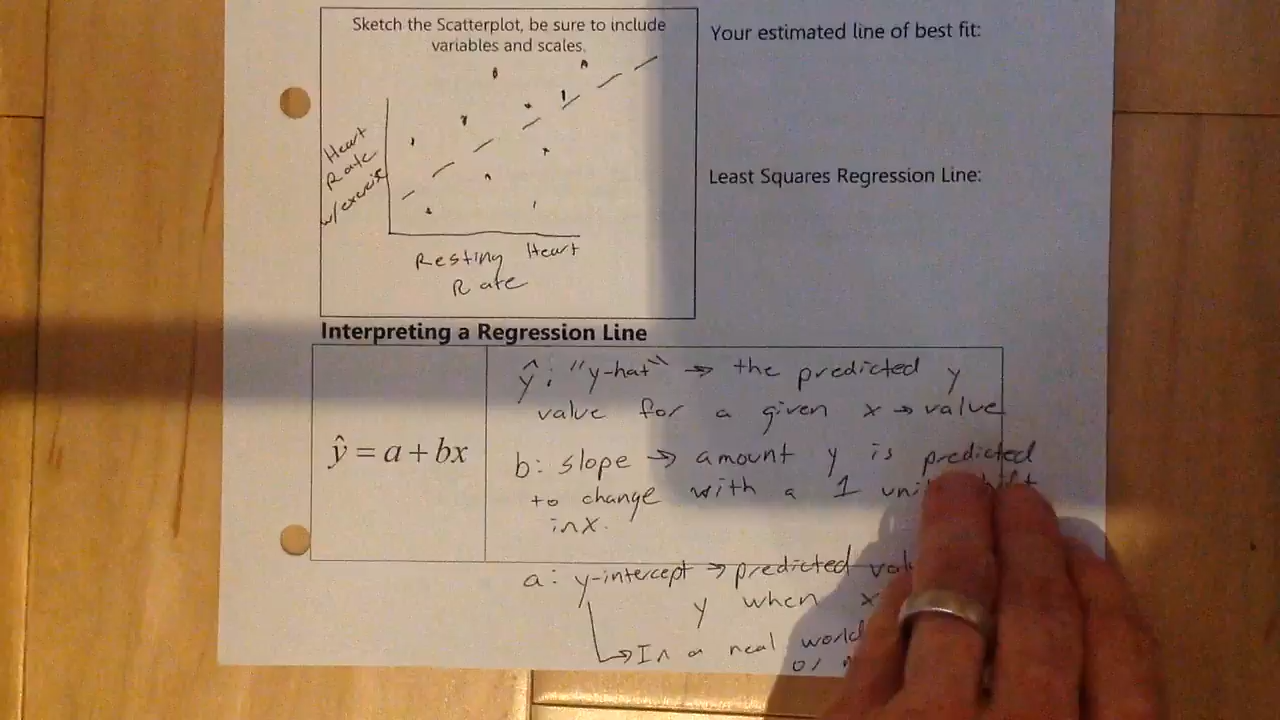 Sketch the Scatterplot, be sure to include
variables and scales.
Your estimated line of best fit:
Heart
Rate
w/exercise
Least Squares Regression Line:
Resting Heart
Rate
Interpreting a Regression Line
ŷ = a + bx
ŷ: "y-hat" → the predicted y
value for a given x → value
b: slope → amount y is predicted
to change with a 1 unit shift
in x.
a: y-intercept → predicted
y when x
↳ In a real world